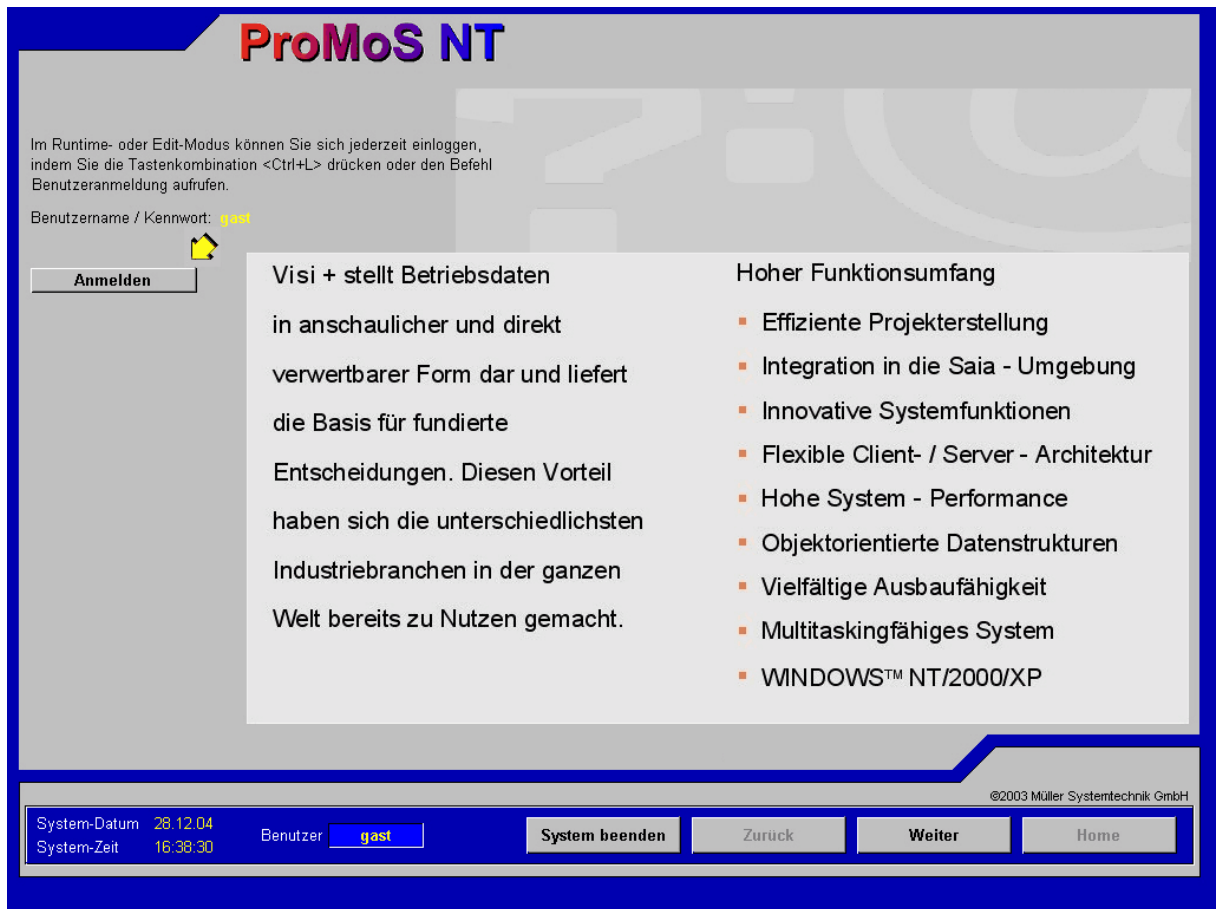 ProMoS NT
Im Runtime- oder Edit-Modus können Sie sich jederzeit einloggen,
indem Sie die Tastenkombination <Ctrl+L> drücken oder den Befehl
Benutzeranmeldung aufrufen.
Benutzername / Kennwort: gast
Anmelden
Visi + stellt Betriebsdaten
in anschaulicher und direkt
verwertbarer Form dar und liefert
die Basis für fundierte
Entscheidungen. Diesen Vorteil
haben sich die unterschiedlichsten
Industriebranchen in der ganzen
Welt bereits zu Nutzen gemacht.
Hoher Funktionsumfang
Effiziente Projekterstellung
Integration in die Saia - Umgebung
Innovative Systemfunktionen
Flexible Client- / Server - Architektur
Hohe System - Performance
Objektorientierte Datenstrukturen
Vielfältige Ausbaufähigkeit
Multitaskingfähiges System
WINDOWS™ NT/2000/XP
©2003 Müller Systemtechnik GmbH
System-Datum 28.12.04
System-Zeit 16:38:30
Benutzer gast
System beenden
Zurück
Weiter
Home